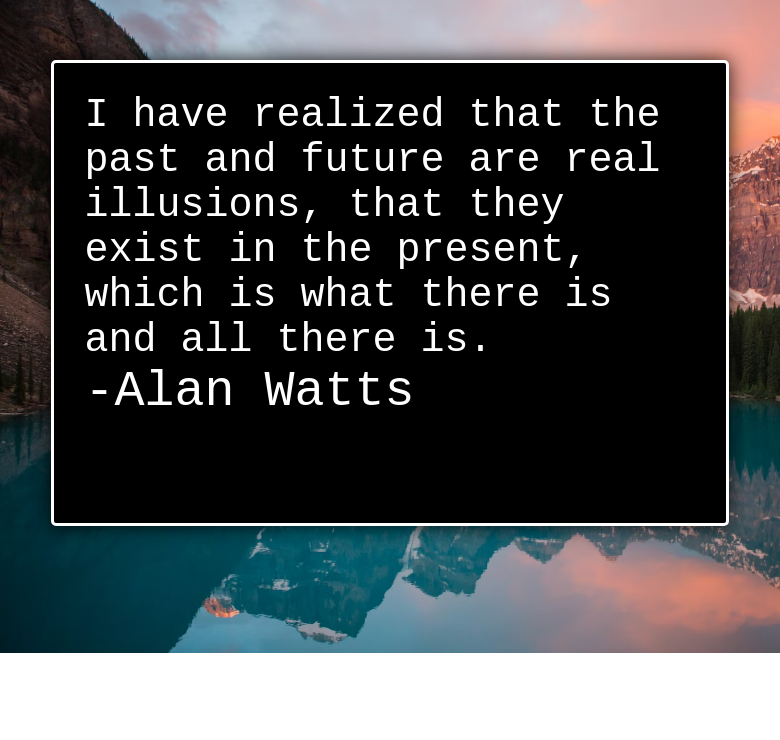 I have realized that the
past and future are real
illusions, that they
exist in the present,
which is what there is
and all there is.
-Alan Watts